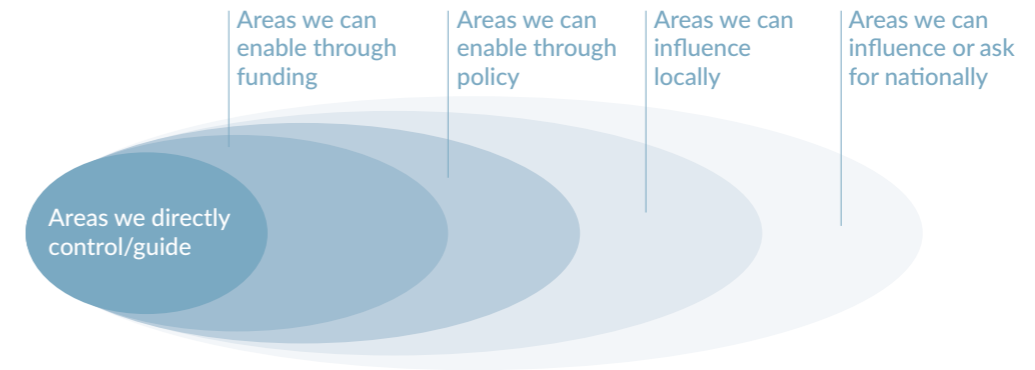 Areas we can
enable through
funding
Areas we can
enable through
policy
Areas we can
influence
locally
Areas we can
influence or ask
for nationally
Areas we directly
control/guide